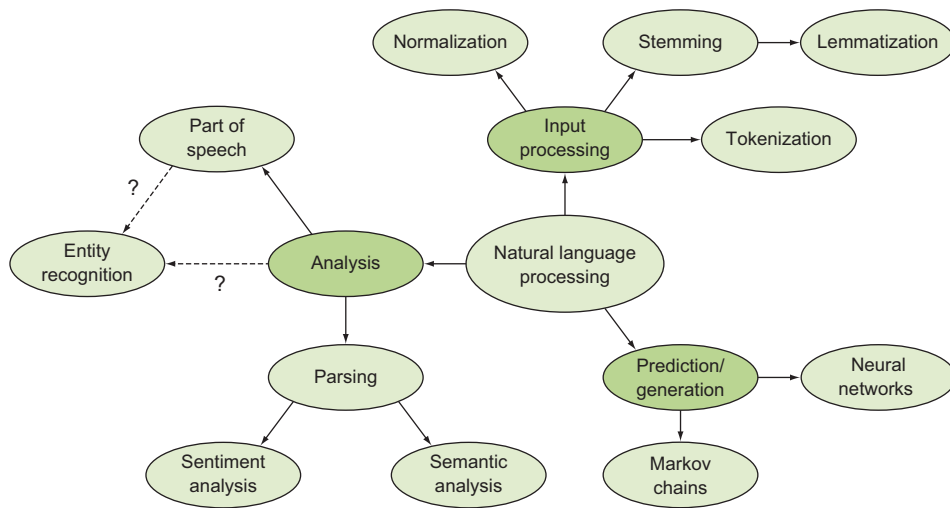 Normalization
Stemming
Lemmatization
Part of
speech
Input
processing
Tokenization
?
Entity
recognition
?
Analysis
Natural language
processing
Parsing
Prediction/
generation
Neural
networks
Sentiment
analysis
Semantic
analysis
Markov
chains